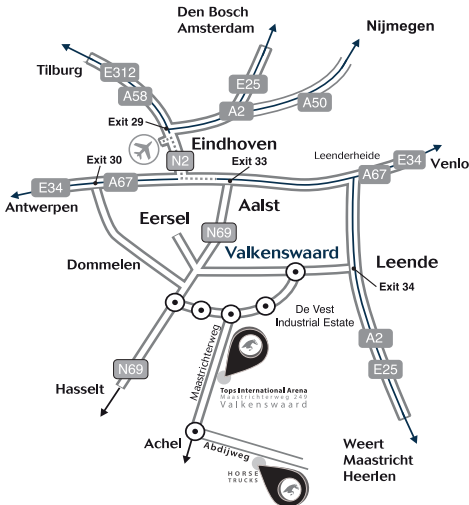 Den Bosch
Amsterdam
Nijmegen
Tilburg
E312
E25
A58
A2
A50
Exit 29
Eindhoven
N2
Leenderheide
E34
Venlo
A67
Exit 30
Exit 33
E34
A67
Antwerpen
Aalst
Eersel
N69
Dommelen
Valkenswaard
Leende
Exit 34
De Vest
Industrial Estate
A2
N69
E25
Hasselt
Maastrichterweg
Tops International Arena
Maastrichterweg 249
Valkenswaard
Achel
Abdijweg
HORSE
TRUCKS
Weert
Maastricht
Heerlen